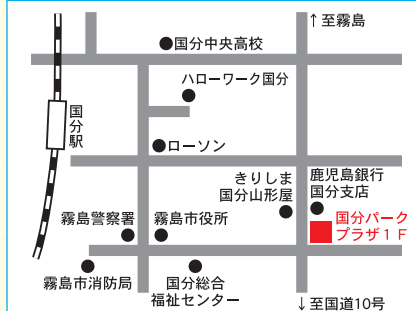 ↑至霧島
●国分中央高校
ハローワーク国分
国分駅
●ローソン
きりしま
国分山形屋
鹿児島銀行
国分支店
国分パーク
プラザ1F
霧島警察署
霧島市役所
霧島市消防局
国分総合
福祉センター
↓至国道10号